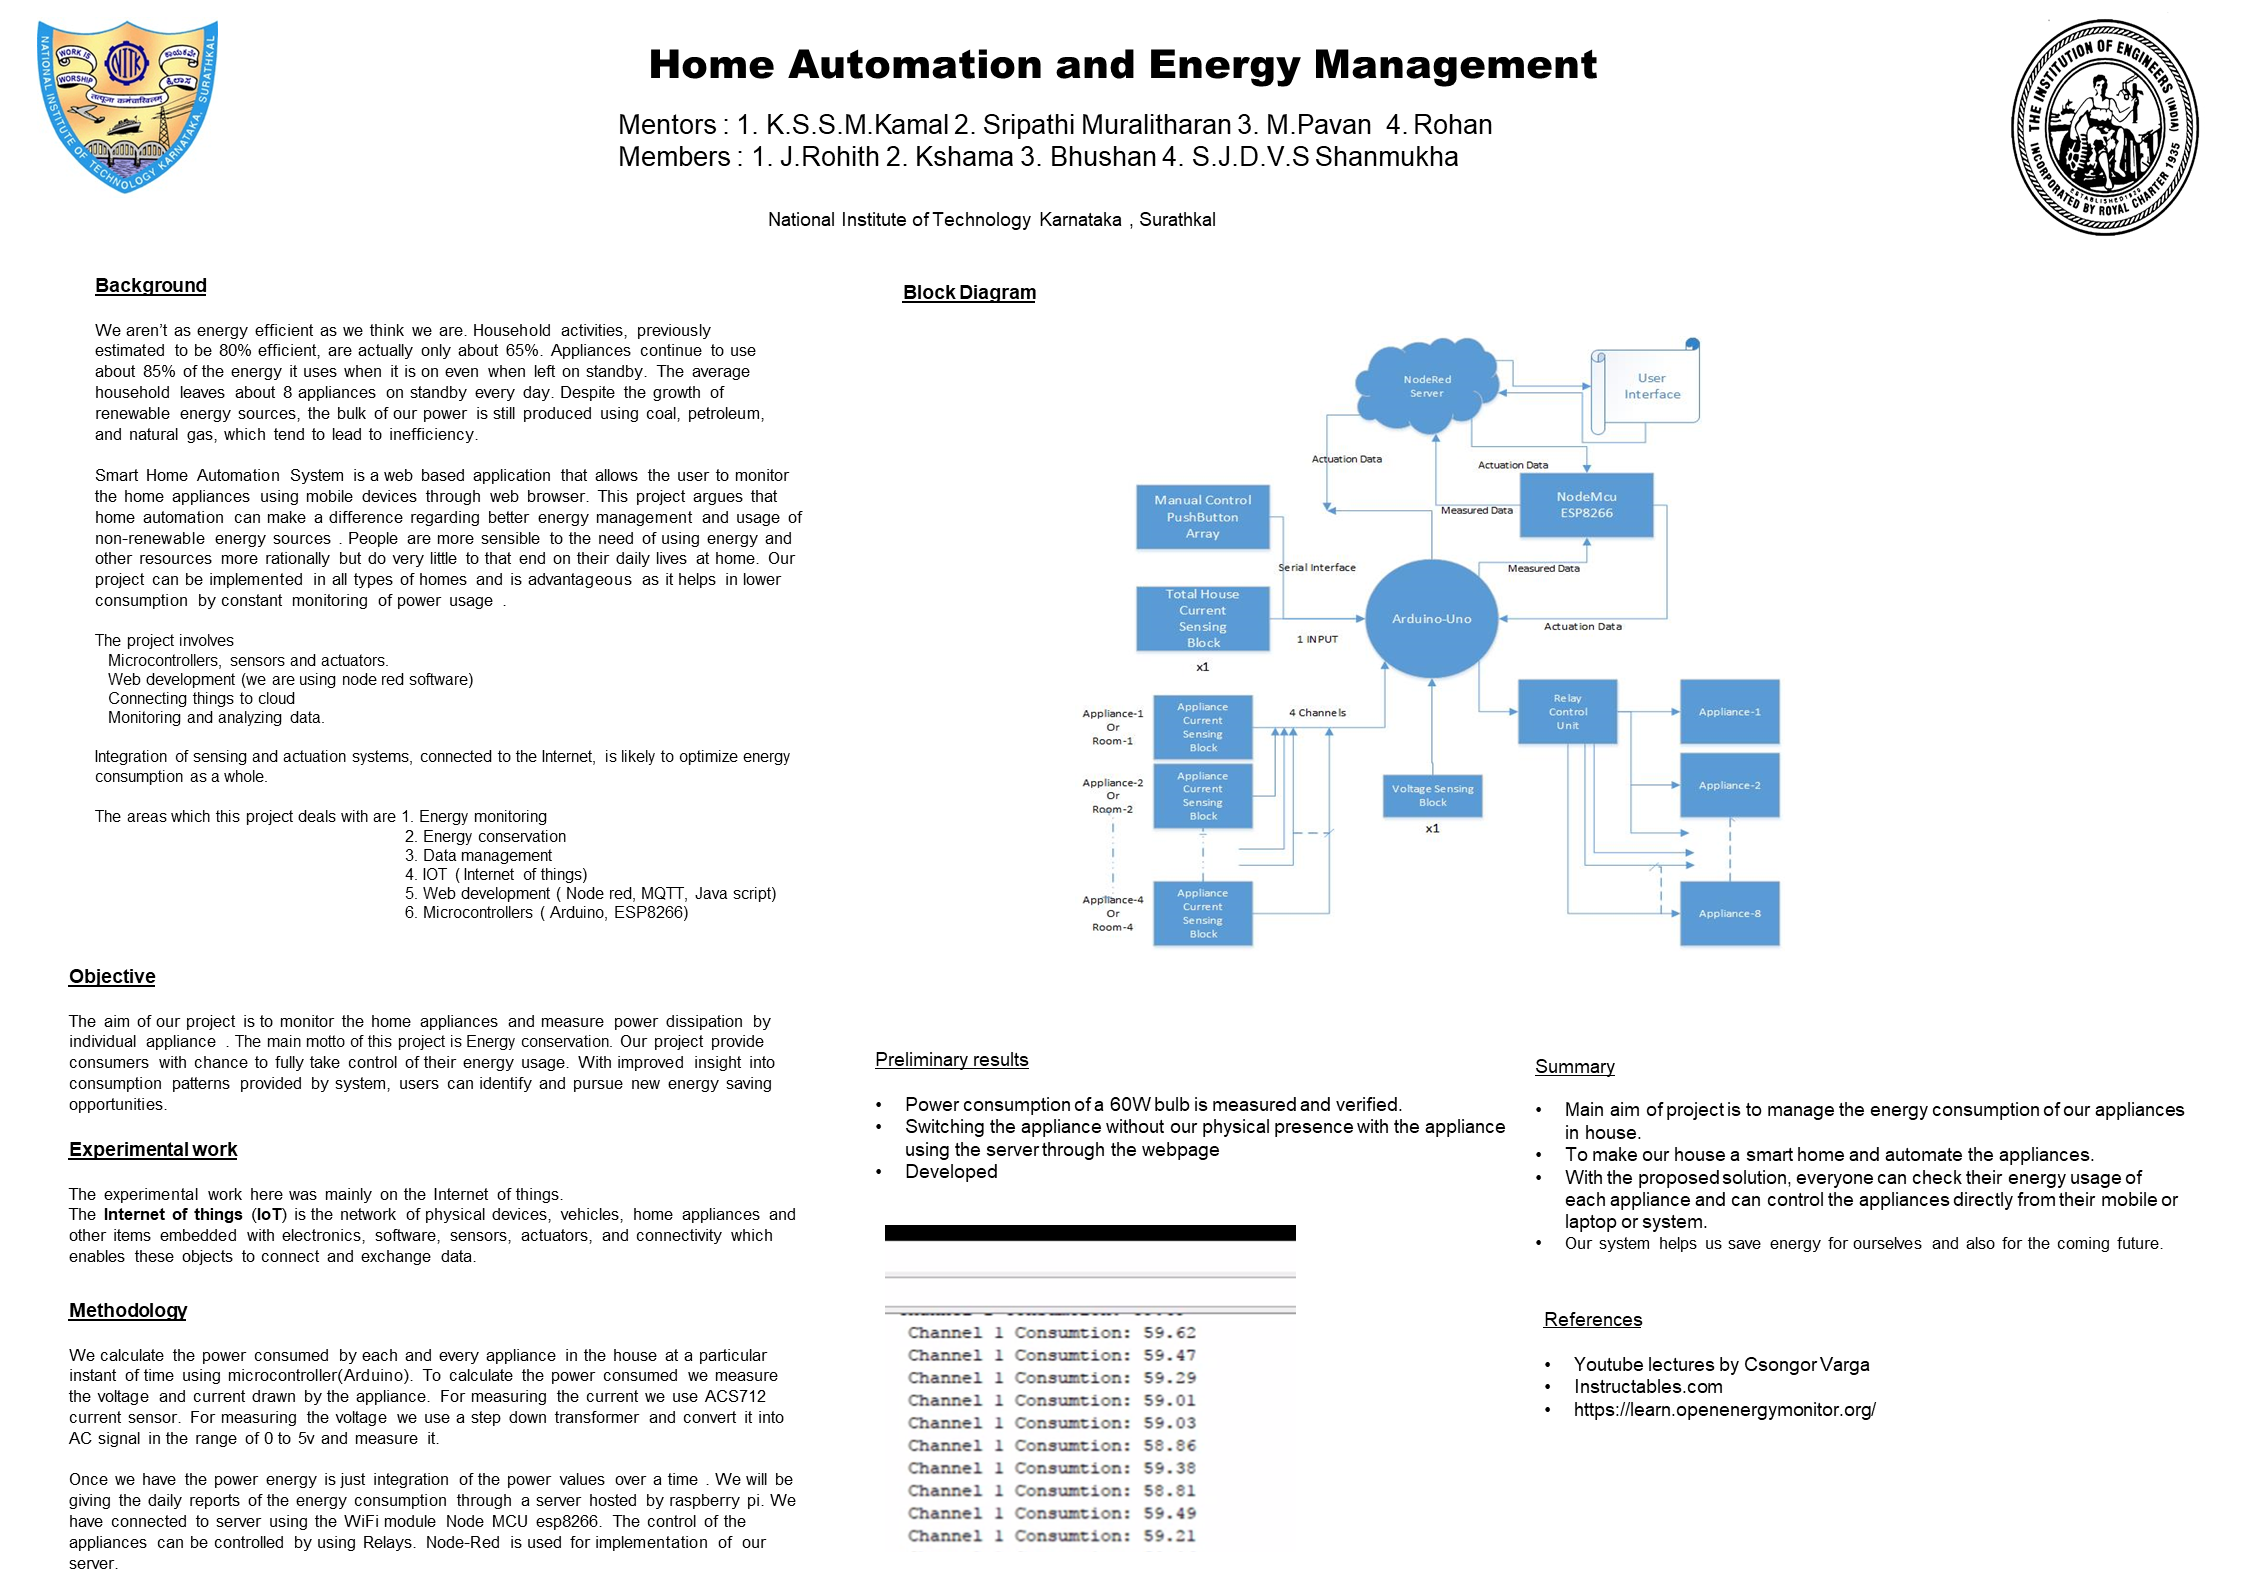 Home Automation and Energy Management
Mentors : 1. K.S.S.M.Kamal 2. Sripathi Muralitharan 3. M.Pavan 4. Rohan
Members : 1. J.Rohith 2. Kshama 3. Bhushan 4. S.J.D.V.S Shanmukha
National Institute of Technology Karnataka , Surathkal
NATIONAL INSTITUTE OF TECHNOLOGY KARNATAKA, SURATHKAL
WORK IS
WORSHIP
NITK
ಕಾಯಕವೇ
ಕೈಲಾಸ
THE INSTITUTION OF ENGINEERS (INDIA)
INCORPORATED BY ROYAL CHARTER 1935
ESTABLISHED 1920
Background
We aren’t as energy efficient as we think we are. Household activities, previously
estimated to be 80% efficient, are actually only about 65%. Appliances continue to use
about 85% of the energy it uses when it is on even when left on standby. The average
household leaves about 8 appliances on standby every day. Despite the growth of
renewable energy sources, the bulk of our power is still produced using coal, petroleum,
and natural gas, which tend to lead to inefficiency.
Smart Home Automation System is a web based application that allows the user to monitor
the home appliances using mobile devices through web browser. This project argues that
home automation can make a difference regarding better energy management and usage of
non-renewable energy sources . People are more sensible to the need of using energy and
other resources more rationally but do very little to that end on their daily lives at home. Our
project can be implemented in all types of homes and is advantageous as it helps in lower
consumption by constant monitoring of power usage .
The project involves
Microcontrollers, sensors and actuators.
Web development (we are using node red software)
Connecting things to cloud
Monitoring and analyzing data.
Integration of sensing and actuation systems, connected to the Internet, is likely to optimize energy
consumption as a whole.
The areas which this project deals with are 1. Energy monitoring
2. Energy conservation
3. Data management
4. IOT ( Internet of things)
5. Web development ( Node red, MQTT, Java script)
6. Microcontrollers ( Arduino, ESP8266)
Objective
The aim of our project is to monitor the home appliances and measure power dissipation by
individual appliance . The main motto of this project is Energy conservation. Our project provide
consumers with chance to fully take control of their energy usage. With improved insight into
consumption patterns provided by system, users can identify and pursue new energy saving
opportunities.
Experimental work
The experimental work here was mainly on the Internet of things.
The Internet of things (IoT) is the network of physical devices, vehicles, home appliances and
other items embedded with electronics, software, sensors, actuators, and connectivity which
enables these objects to connect and exchange data.
Methodology
We calculate the power consumed by each and every appliance in the house at a particular
instant of time using microcontroller(Arduino). To calculate the power consumed we measure
the voltage and current drawn by the appliance. For measuring the current we use ACS712
current sensor. For measuring the voltage we use a step down transformer and convert it into
AC signal in the range of 0 to 5v and measure it.
Once we have the power energy is just integration of the power values over a time . We will be
giving the daily reports of the energy consumption through a server hosted by raspberry pi. We
have connected to server using the WiFi module Node MCU esp8266. The control of the
appliances can be controlled by using Relays. Node-Red is used for implementation of our
server.
Block Diagram
NodeRed
Server
User
Interface
Actuation Data
Actuation Data
Manual Control
PushButton
Array
NodeMcu
ESP8266
Measured Data
Serial Interface
Measured Data
Total House
Current
Sensing
Block
x1
1 INPUT
Arduino-Uno
Actuation Data
Appliance-1
Or
Room-1
Appliance
Current
Sensing
Block
4 Channels
Relay
Control
Unit
Appliance-1
Appliance-2
Or
Room-2
Appliance
Current
Sensing
Block
Voltage Sensing
Block
x1
Appliance-2
Appliance-4
Or
Room-4
Appliance
Current
Sensing
Block
Appliance-8
Preliminary results
• Power consumption of a 60W bulb is measured and verified.
• Switching the appliance without our physical presence with the appliance
using the server through the webpage
• Developed
Channel 1 Consumtion: 59.62
Channel 1 Consumtion: 59.47
Channel 1 Consumtion: 59.29
Channel 1 Consumtion: 59.01
Channel 1 Consumtion: 59.03
Channel 1 Consumtion: 58.86
Channel 1 Consumtion: 59.38
Channel 1 Consumtion: 58.81
Channel 1 Consumtion: 59.49
Channel 1 Consumtion: 59.21
Summary
• Main aim of project is to manage the energy consumption of our appliances
in house.
• To make our house a smart home and automate the appliances.
• With the proposed solution, everyone can check their energy usage of
each appliance and can control the appliances directly from their mobile or
laptop or system.
• Our system helps us save energy for ourselves and also for the coming future.
References
• Youtube lectures by Csongor Varga
• Instructables.com
• https://learn.openenergymonitor.org/